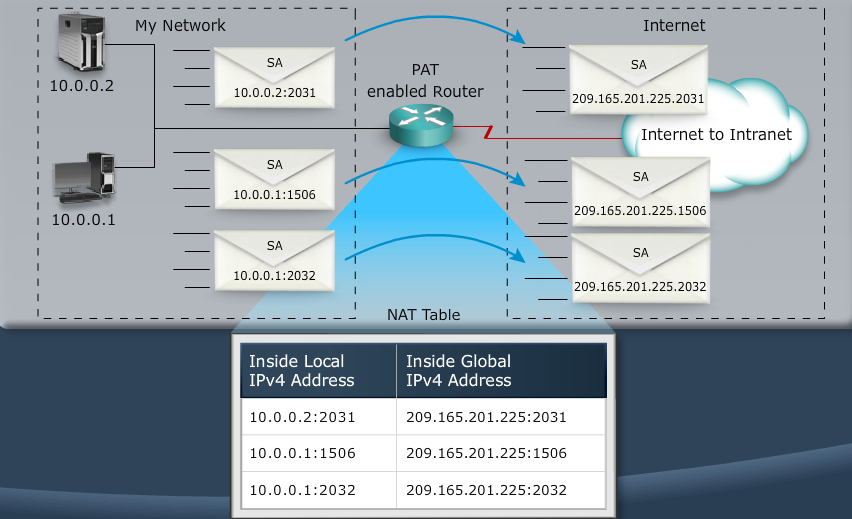 My Network
Internet
10.0.0.2
SA
10.0.0.2:2031
PAT
enabled Router
SA
209.165.201.225.2031
Internet to Intranet
10.0.0.1
SA
10.0.0.1:1506
SA
209.165.201.225.1506
SA
10.0.0.1:2032
SA
209.165.201.225.2032
NAT Table
Inside Local
IPv4 Address
Inside Global
IPv4 Address
10.0.0.2:2031
209.165.201.225:2031
10.0.0.1:1506
209.165.201.225:1506
10.0.0.1:2032
209.165.201.225:2032